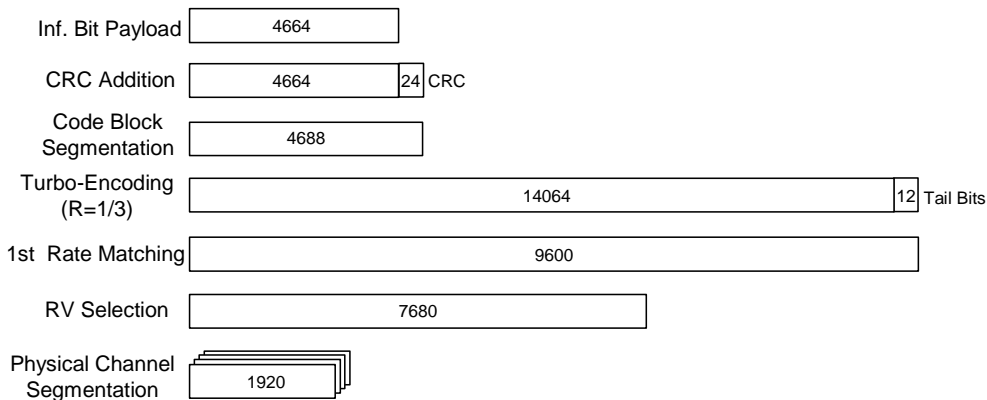 Inf. Bit Payload 4664
CRC Addition 4664 24 CRC
Code Block
Segmentation 4688
Turbo-Encoding
(R=1/3) 14064 12 Tail Bits
1st Rate Matching 9600
RV Selection 7680
Physical Channel
Segmentation 1920